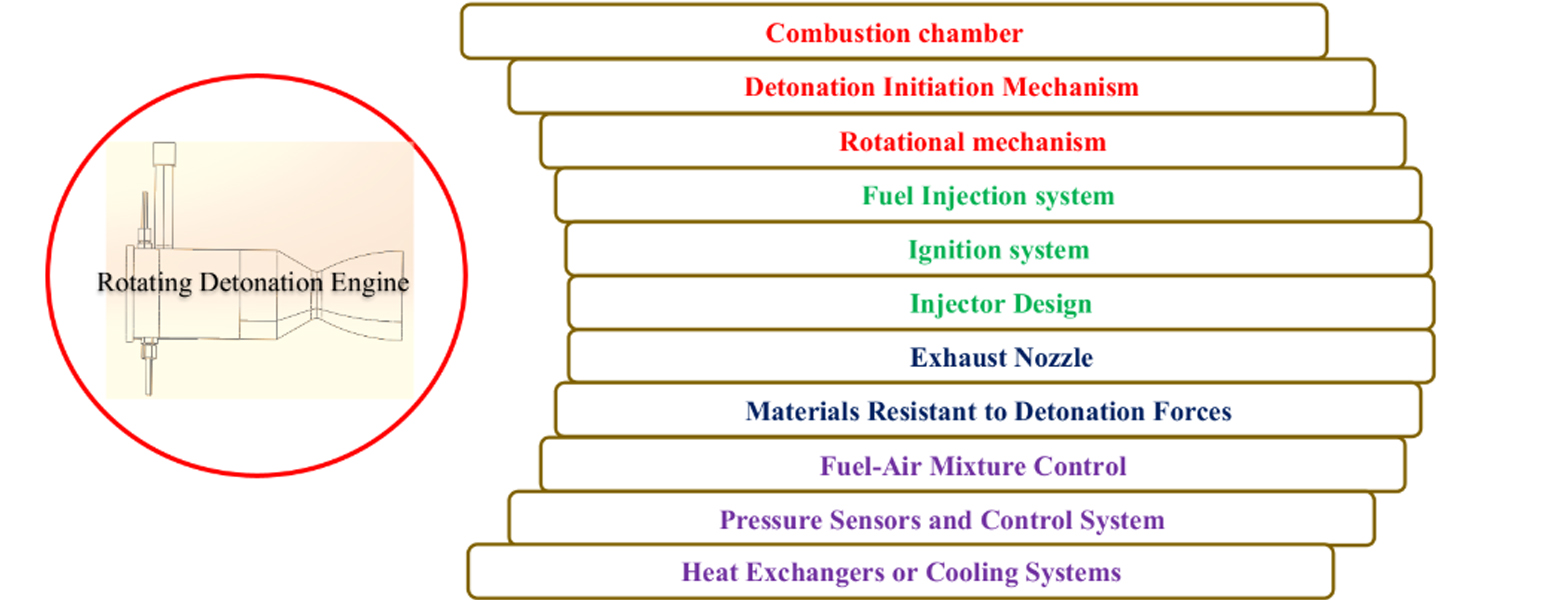 Rotating Detonation Engine
Combustion chamber
Detonation Initiation Mechanism
Rotational mechanism
Fuel Injection system
Ignition system
Injector Design
Exhaust Nozzle
Materials Resistant to Detonation Forces
Fuel-Air Mixture Control
Pressure Sensors and Control System
Heat Exchangers or Cooling Systems